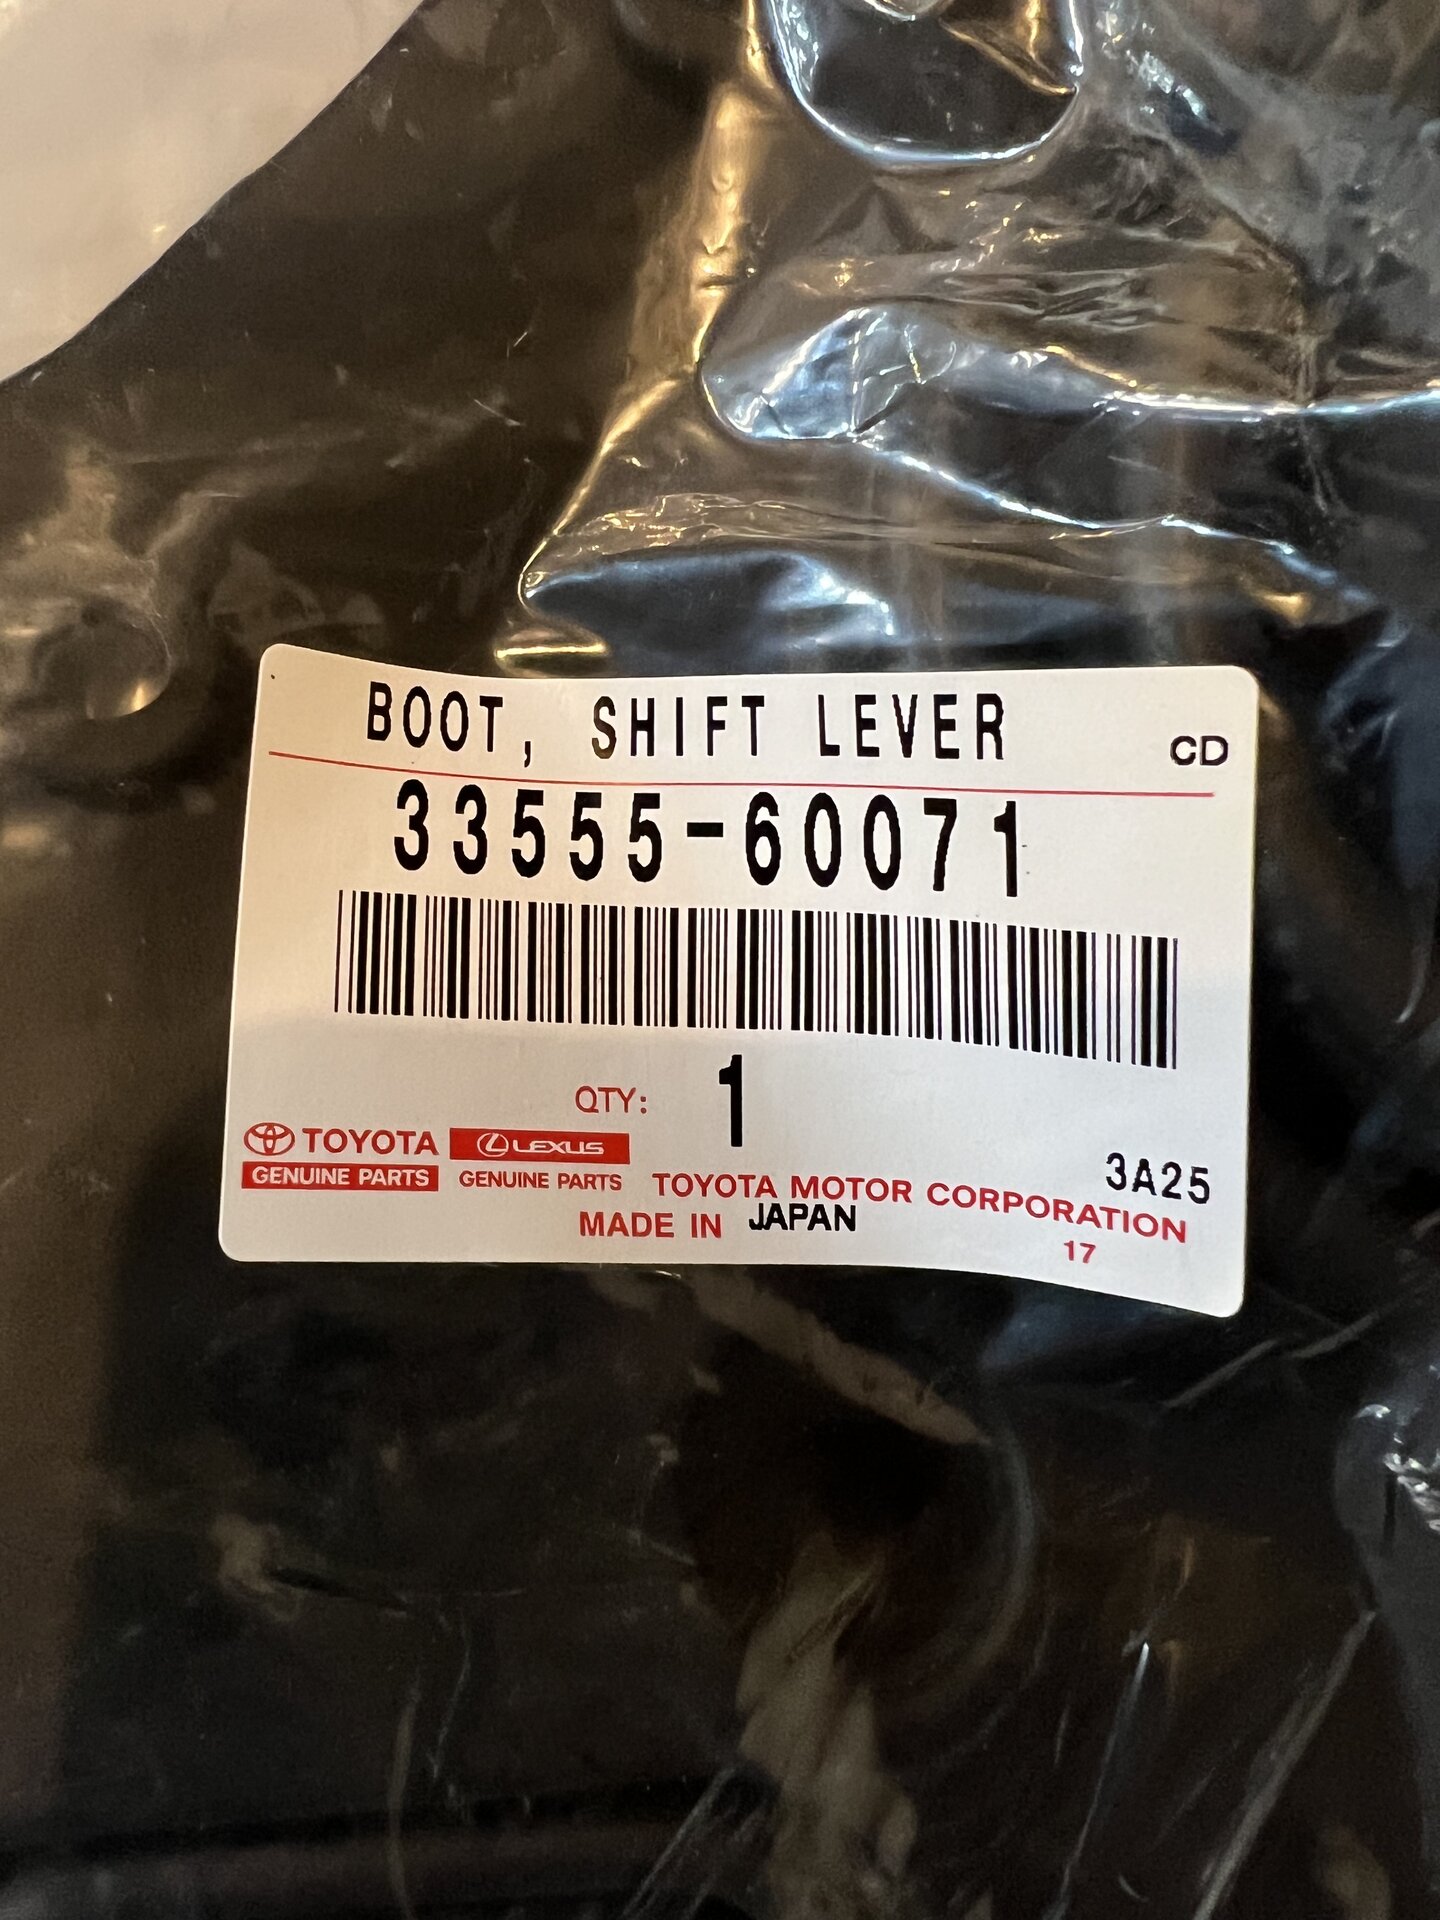 BOOT, SHIFT LEVER CD
33555-60071
QTY: 1
TOYOTA LEXUS
GENUINE PARTS GENUINE PARTS
3A25
TOYOTA MOTOR CORPORATION
MADE IN JAPAN
17